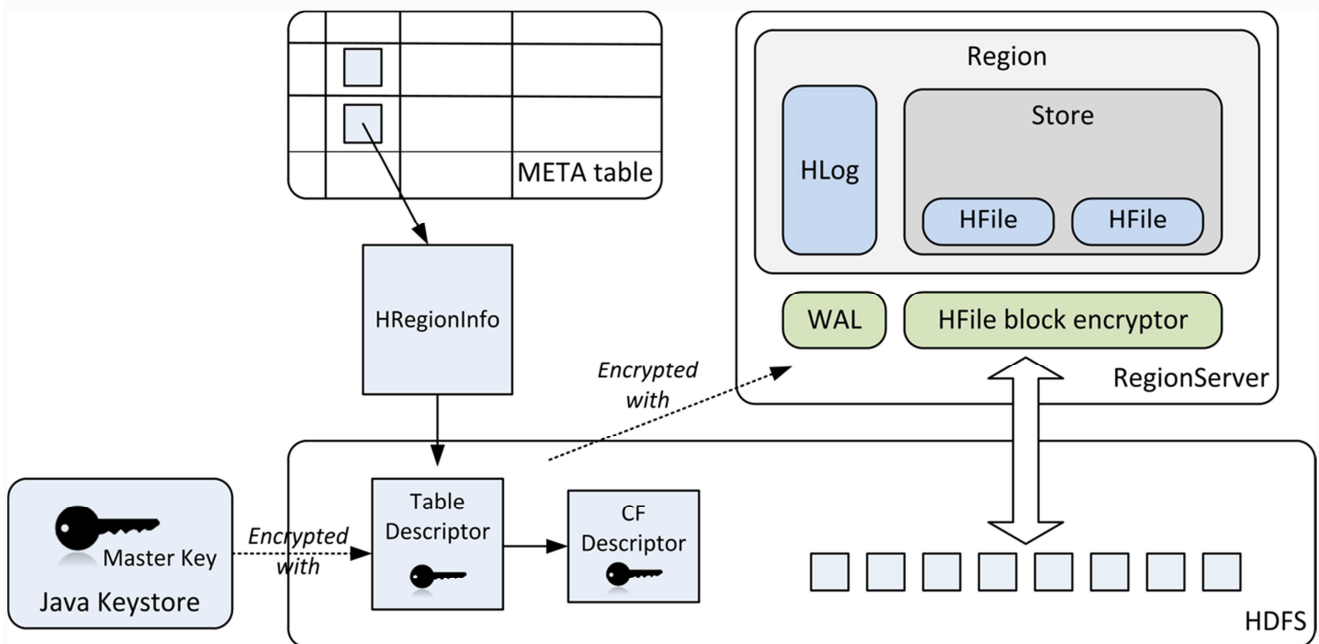 META table
HRegionInfo
Region
HLog
Store
HFile
HFile
WAL
HFile block encryptor
RegionServer
Encrypted
with
Master Key
Java Keystore
Encrypted
with
Table
Descriptor
CF
Descriptor
HDFS